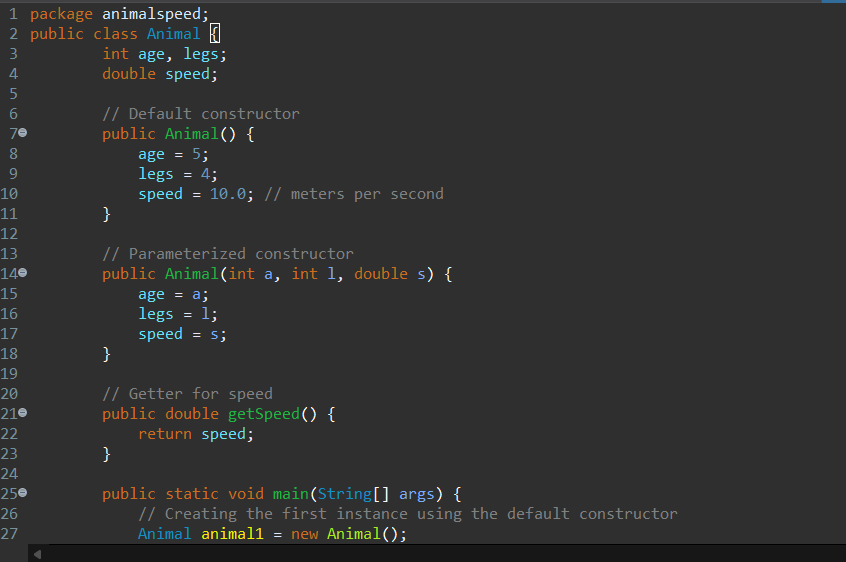 1 package animalspeed;
2 public class Animal {
3 int age, legs;
4 double speed;
5
6 // Default constructor
7 public Animal() {
8 age = 5;
9 legs = 4;
10 speed = 10.0; // meters per second
11 }
12
13 // Parameterized constructor
14 public Animal(int a, int l, double s) {
15 age = a;
16 legs = l;
17 speed = s;
18 }
19
20 // Getter for speed
21 public double getSpeed() {
22 return speed;
23 }
24
25 public static void main(String[] args) {
26 // Creating the first instance using the default constructor
27 Animal animal1 = new Animal();